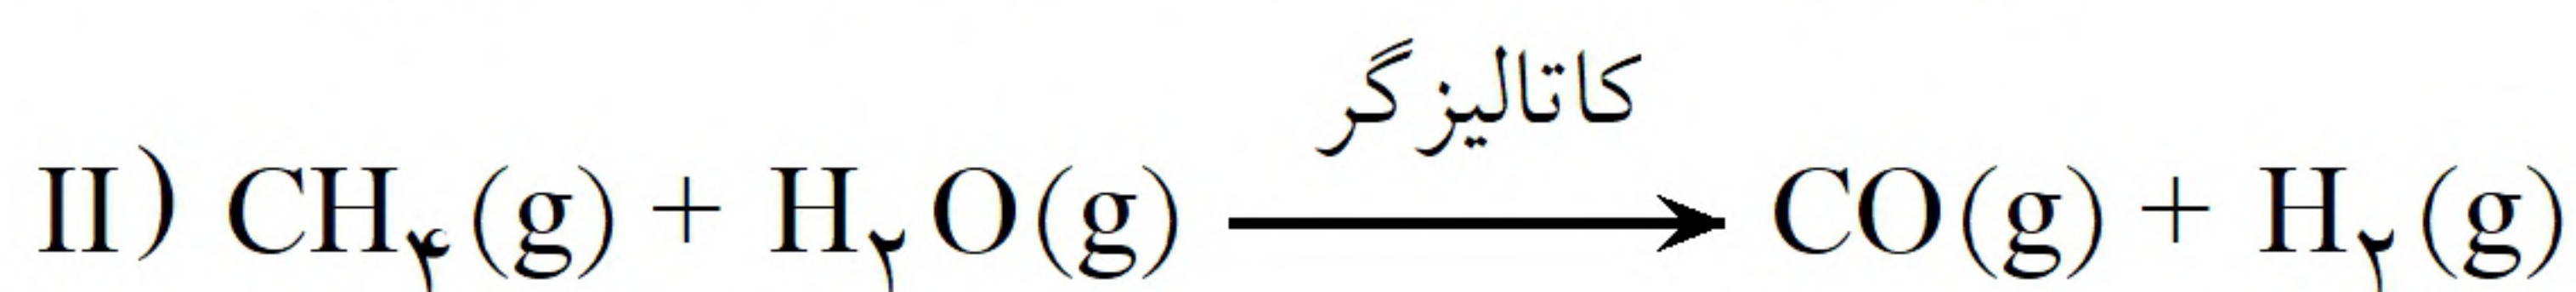 کاتالیزگر
II) CH۴(g) + H۲O(g) → CO(g) + H۲(g)